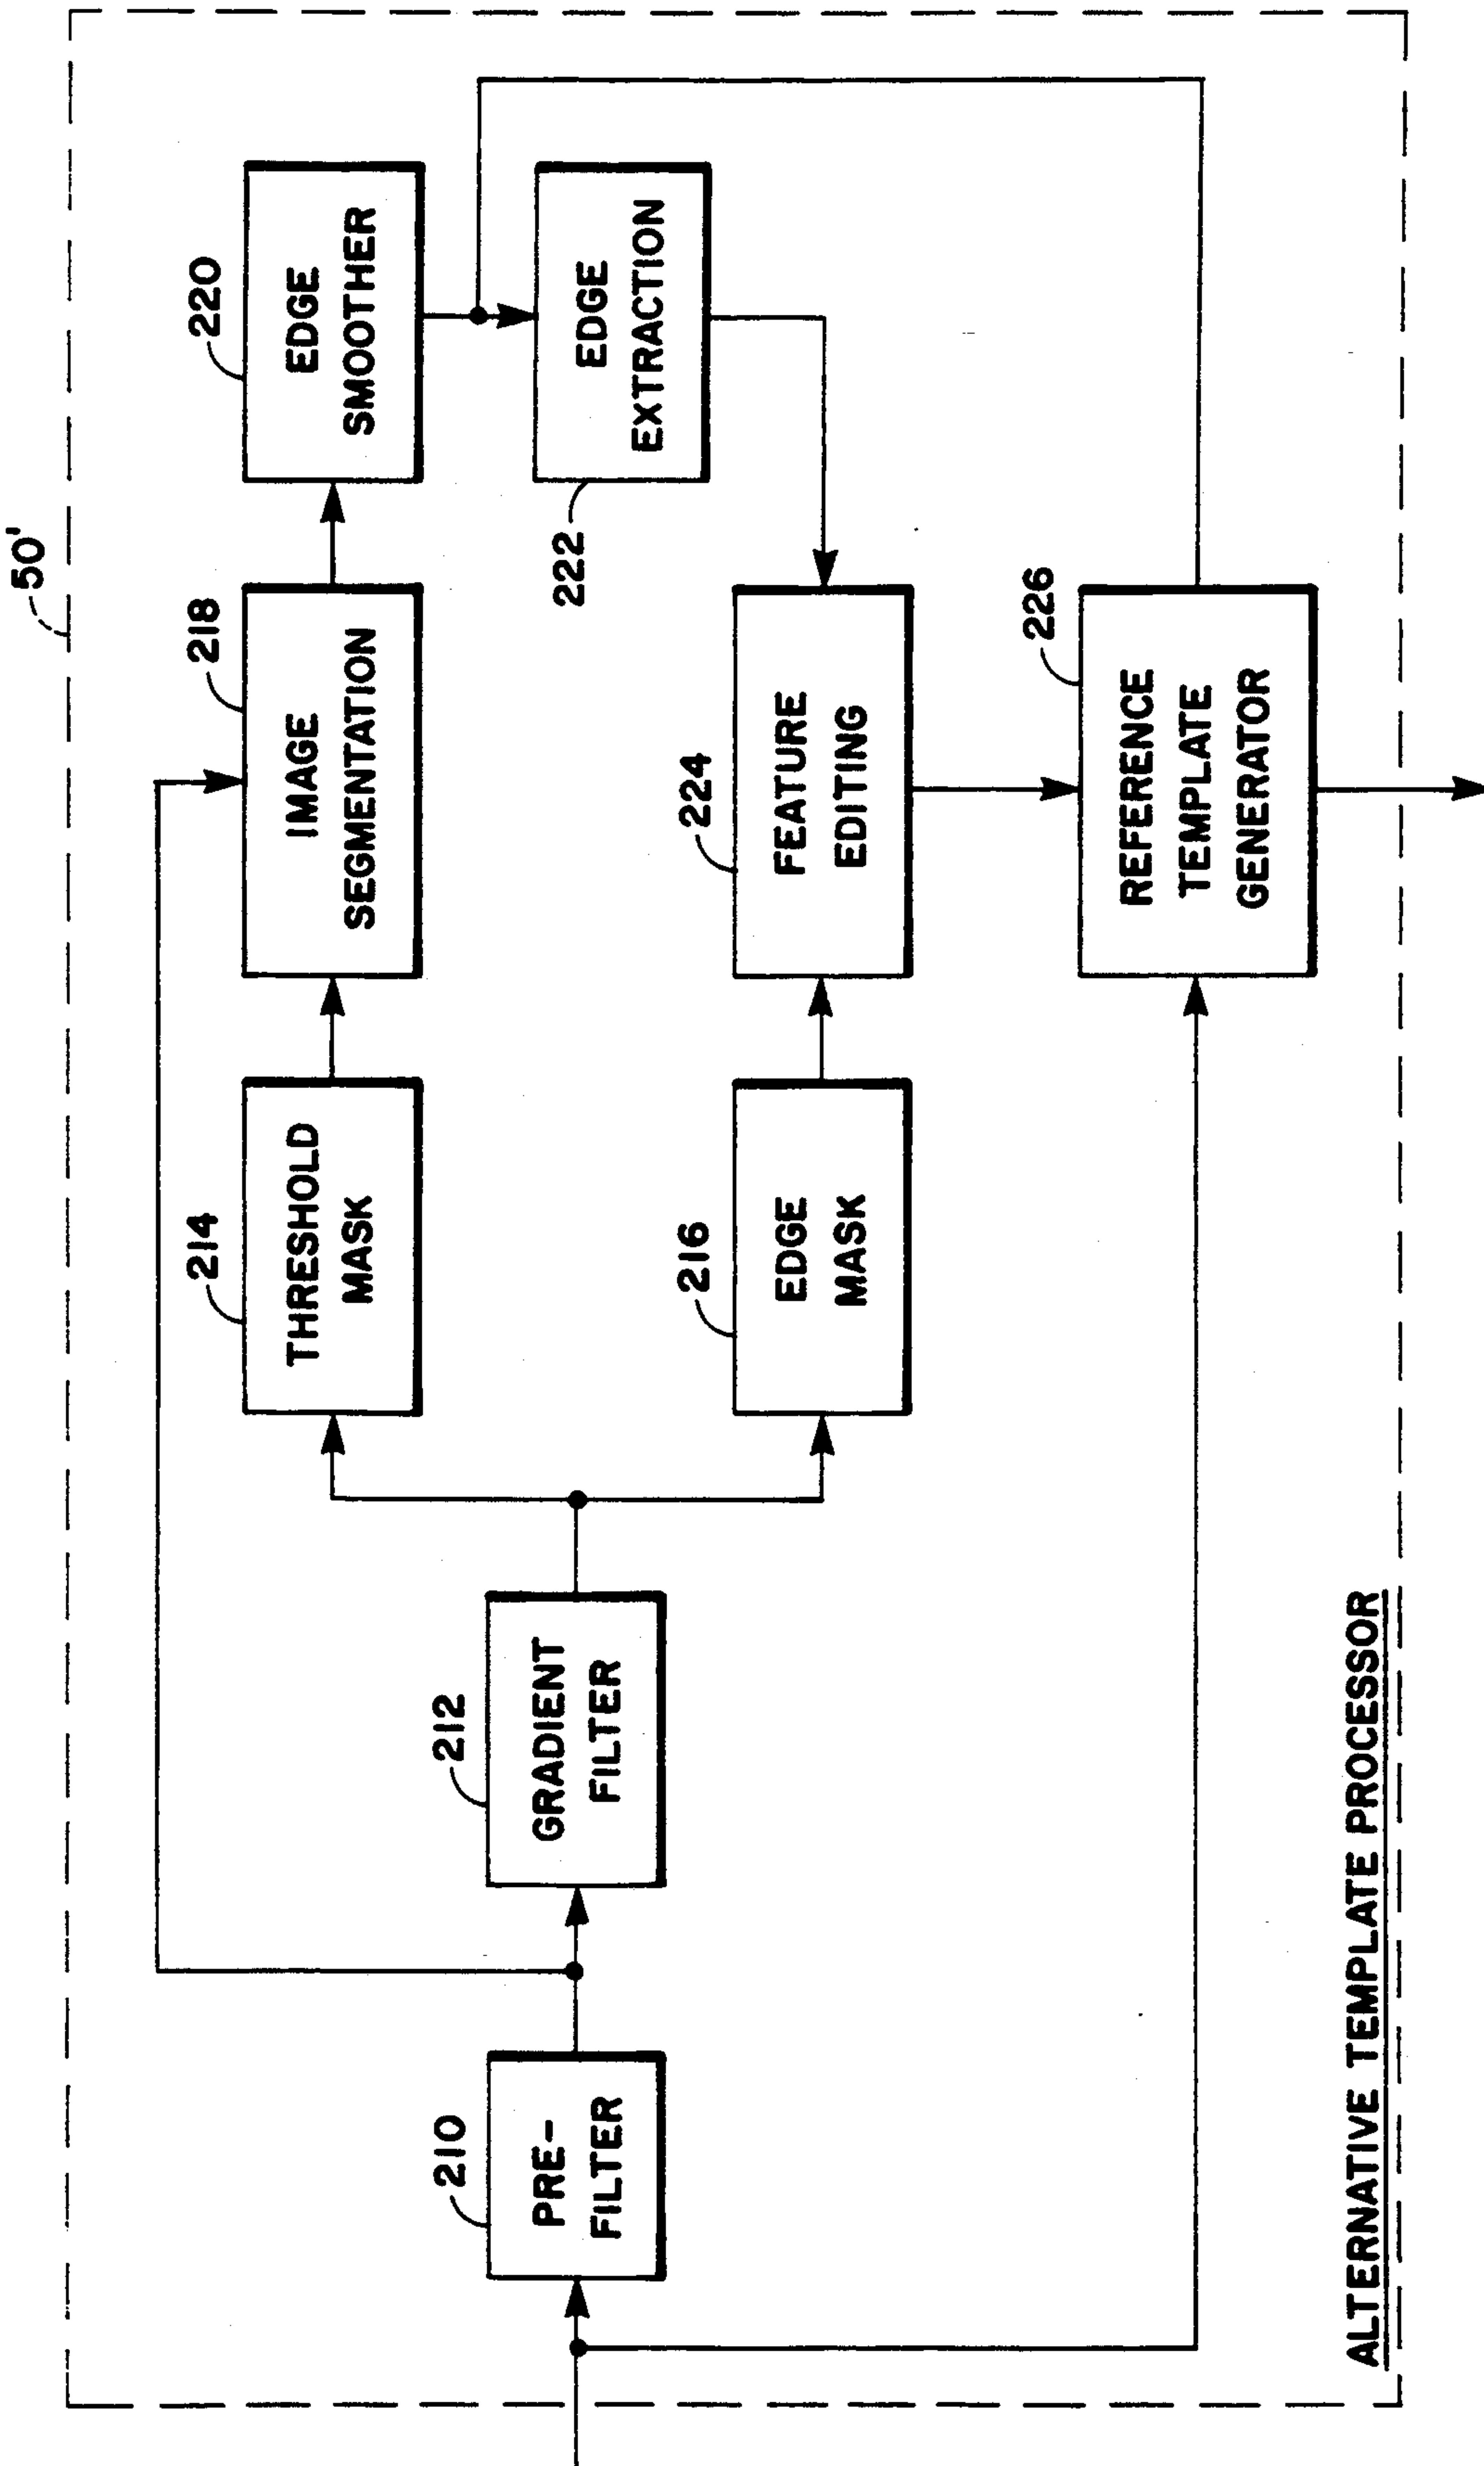 50'
210
PRE-
FILTER
212
GRADIENT
FILTER
214
THRESHOLD
MASK
216
EDGE
MASK
218
IMAGE
SEGMENTATION
220
EDGE
SMOOTHER
222
EDGE
EXTRACTION
224
FEATURE
EDITING
226
REFERENCE
TEMPLATE
GENERATOR
ALTERNATIVE TEMPLATE PROCESSOR